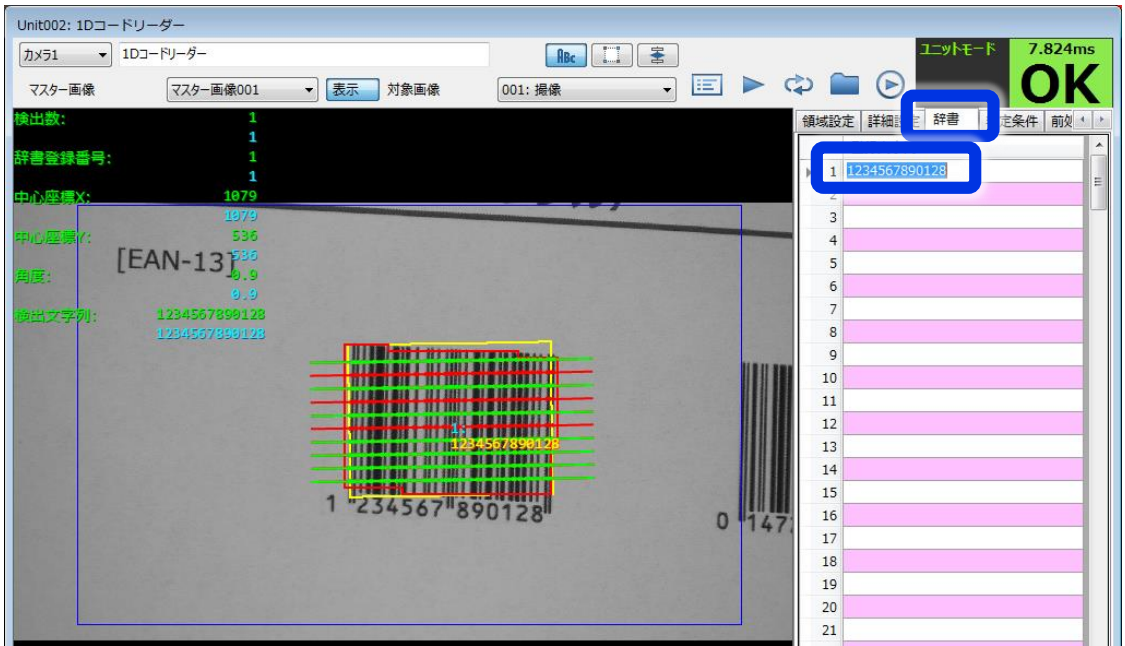 Unit002: 1Dコードリーダー
カメラ1 1Dコードリーダー ABc
ユニットモード 7.824ms
OK
マスター画像 マスター画像001 表示 対象画像 001: 撮像
領域設定 詳細設定 辞書 条件 前
検出数: 1
1
辞書登録番号: 1
1
中心座標X: 1079
1079
中心座標Y: 536
536
角度: 0.9
0.9
検出文字列: 1234567890128
1234567890128
[EAN-13]
1:
1234567890128
1 234567 890128
0 147
1 1234567890128
2
3
4
5
6
7
8
9
10
11
12
13
14
15
16
17
18
19
20
21